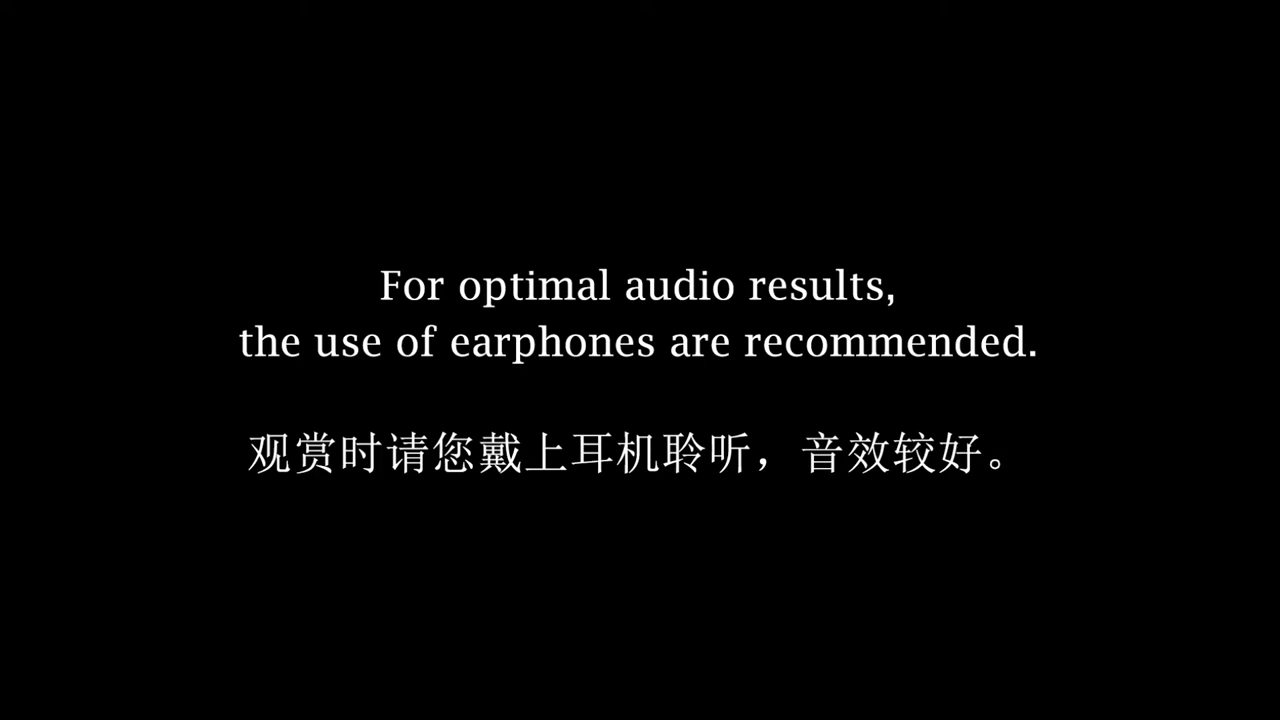 For optimal audio results,
the use of earphones are recommended.
观赏时请您戴上耳机聆听，音效较好。